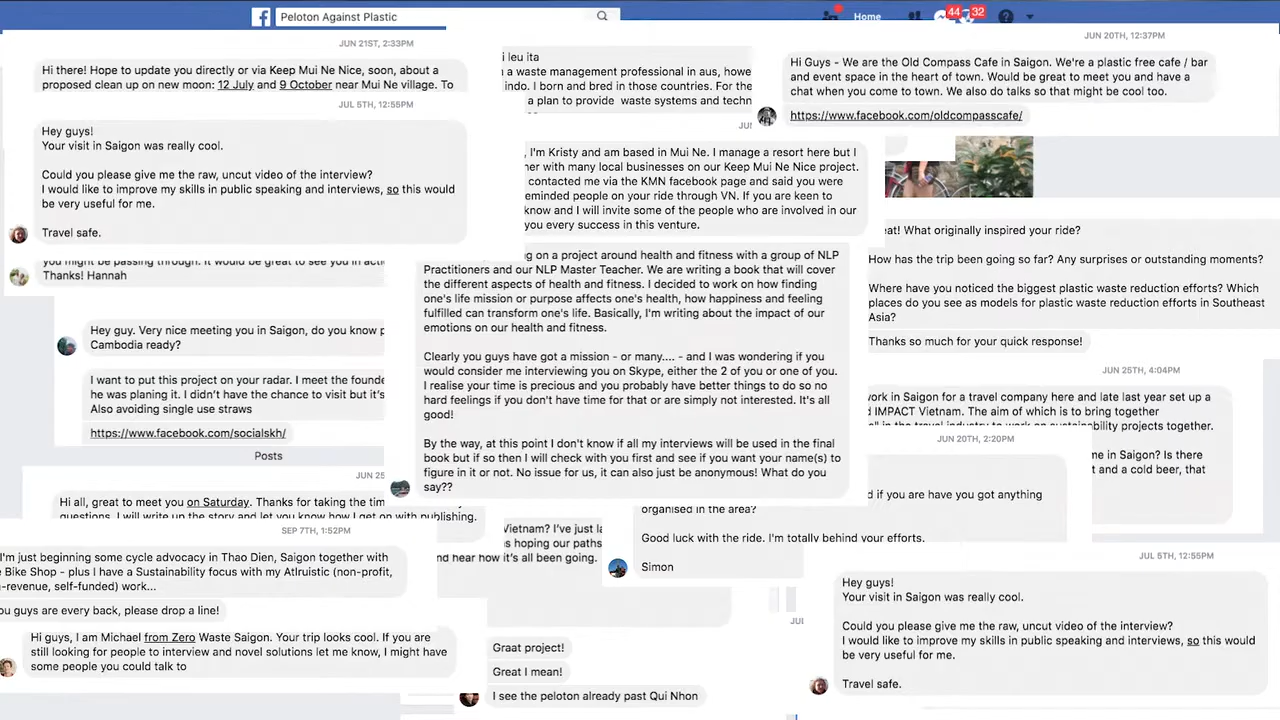 Peloton Against Plastic
Home
44
32
JUN 21ST, 2:33PM
Hi there! Hope to update you directly or via Keep Mui Ne Nice, soon, about a
proposed clean up on new moon: 12 July and 9 October near Mui Ne village. To
JUL 5TH, 12:55PM
Hey guys!
Your visit in Saigon was really cool.
Could you please give me the raw, uncut video of the interview?
I would like to improve my skills in public speaking and interviews, so this would
be very useful for me.
Travel safe.
you might be passing through. It would be great to see you in
Thanks! Hannah
Hey guy. Very nice meeting you in Saigon, do you know
Cambodia ready?
I want to put this project on your radar. I meet the founde
he was planing it. I didn't have the chance to visit but it's
Also avoiding single use straws
https://www.facebook.com/socialskh/
Posts
JUN 25
Hi all, great to meet you on Saturday. Thanks for taking the tim
questions. I will write up the story and let you know how I get on with publishing.
SEP 7TH, 1:52PM
I'm just beginning some cycle advocacy in Thao Dien, Saigon together with
Bike Shop - plus I have a Sustainability focus with my Atlruistic (non-profit,
-revenue, self-funded) work...
ou guys are every back, please drop a line!
Hi guys, I am Michael from Zero Waste Saigon. Your trip looks cool. If you are
still looking for people to interview and novel solutions let me know, I might have
some people you could talk to
i leu ita
a waste management professional in aus, howe
indo. I born and bred in those countries. For the
a plan to provide waste systems and techn
, I'm Kristy and am based in Mui Ne. I manage a resort here but I
her with many local businesses on our Keep Mui Ne Nice project.
contacted me via the KMN facebook page and said you were
eminded people on your ride through VN. If you are keen to
know and I will invite some of the people who are involved in our
you every success in this venture.
ng on a project around health and fitness with a group of NLP
Practitioners and our NLP Master Teacher. We are writing a book that will cover
the different aspects of health and fitness. I decided to work on how finding
one's life mission or purpose affects one's health, how happiness and feeling
fulfilled can transform one's life. Basically, I'm writing about the impact of our
emotions on our health and fitness.
Clearly you guys have got a mission - or many.... - and I was wondering if you
would consider me interviewing you on Skype, either the 2 of you or one of you.
I realise your time is precious and you probably have better things to do so no
hard feelings if you don't have time for that or are simply not interested. It's all
good!
By the way, at this point I don't know if all my interviews will be used in the final
book but if so then I will check with you first and see if you want your name(s) to
figure in it or not. No issue for us, it can also just be anonymous! What do you
say??
Vietnam? I've just la
s hoping our paths
nd hear how it's all been going.
organised in the area?
Good luck with the ride. I'm totally behind your efforts.
Simon
Graat project!
Great I mean!
I see the peloton already past Qui Nhon
JUN 20TH, 12:37PM
Hi Guys - We are the Old Compass Cafe in Saigon. We're a plastic free cafe / bar
and event space in the heart of town. Would be great to meet you and have a
chat when you come to town. We also do talks so that might be cool too.
https://www.facebook.com/oldcompasscafe/
eat! What originally inspired your ride?
How has the trip been going so far? Any surprises or outstanding moments?
Where have you noticed the biggest plastic waste reduction efforts? Which
places do you see as models for plastic waste reduction efforts in Southeast
Asia?
Thanks so much for your quick response!
JUN 25TH, 4:04PM
work in Saigon for a travel company here and late last year set up a
d IMPACT Vietnam. The aim of which is to bring together
all in the travel industry to work on sustainability projects together.
JUN 20TH, 2:20PM
me in Saigon? Is there
t and a cold beer, that
d if you are have you got anything
JUL 5TH, 12:55PM
Hey guys!
Your visit in Saigon was really cool.
Could you please give me the raw, uncut video of the interview?
I would like to improve my skills in public speaking and interviews, so this would
be very useful for me.
Travel safe.